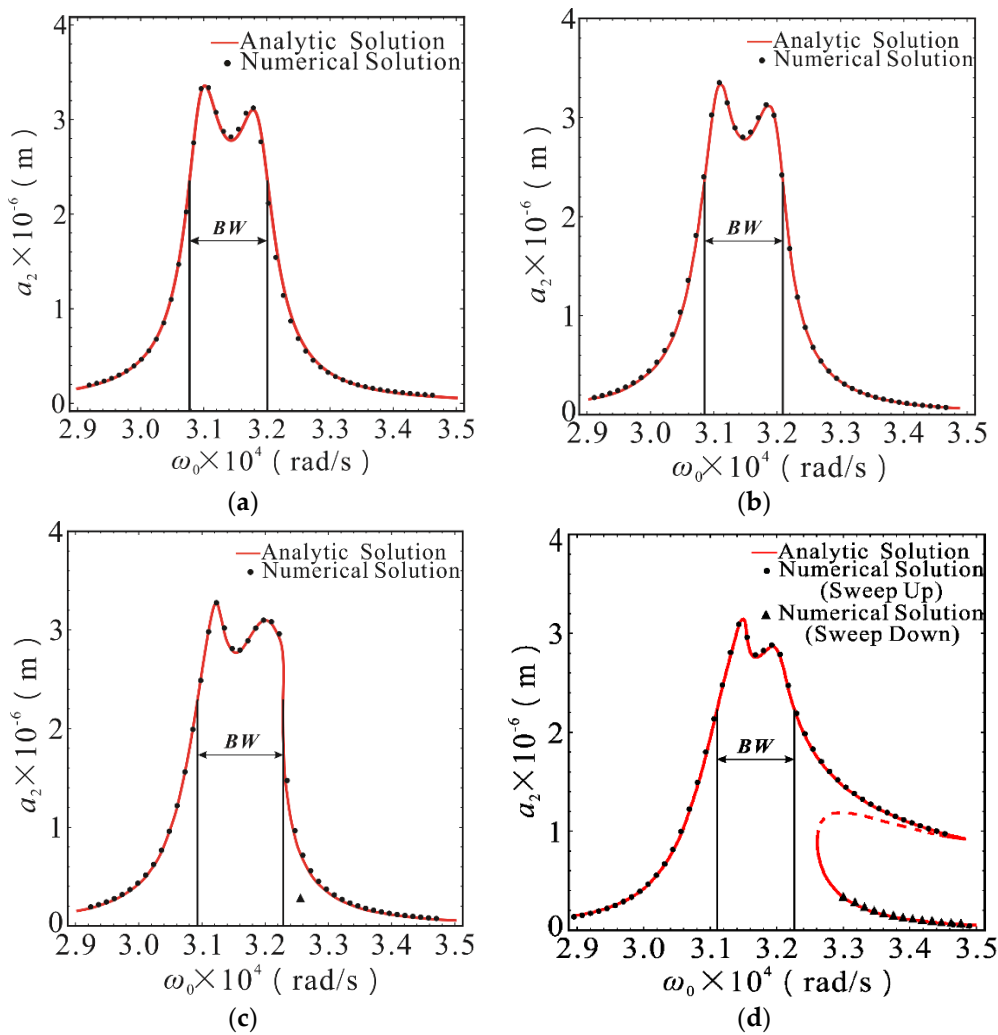 4
3
2
1
0
a₂×10⁻⁶ ( m )
Analytic Solution
Numerical Solution
BW
2.9 3.0 3.1 3.2 3.3 3.4 3.5
ω₀×10⁴ ( rad/s )
(a)
4
3
2
1
0
a₂×10⁻⁶ ( m )
Analytic Solution
Numerical Solution
BW
2.9 3.0 3.1 3.2 3.3 3.4 3.5
ω₀×10⁴ ( rad/s )
(b)
4
3
2
1
0
a₂×10⁻⁶ ( m )
Analytic Solution
Numerical Solution
BW
2.9 3.0 3.1 3.2 3.3 3.4 3.5
ω₀×10⁴ ( rad/s )
(c)
4
3
2
1
0
a₂×10⁻⁶ ( m )
Analytic Solution
Numerical Solution
(Sweep Up)
Numerical Solution
(Sweep Down)
BW
2.9 3.0 3.1 3.2 3.3 3.4 3.5
ω₀×10⁴ ( rad/s )
(d)